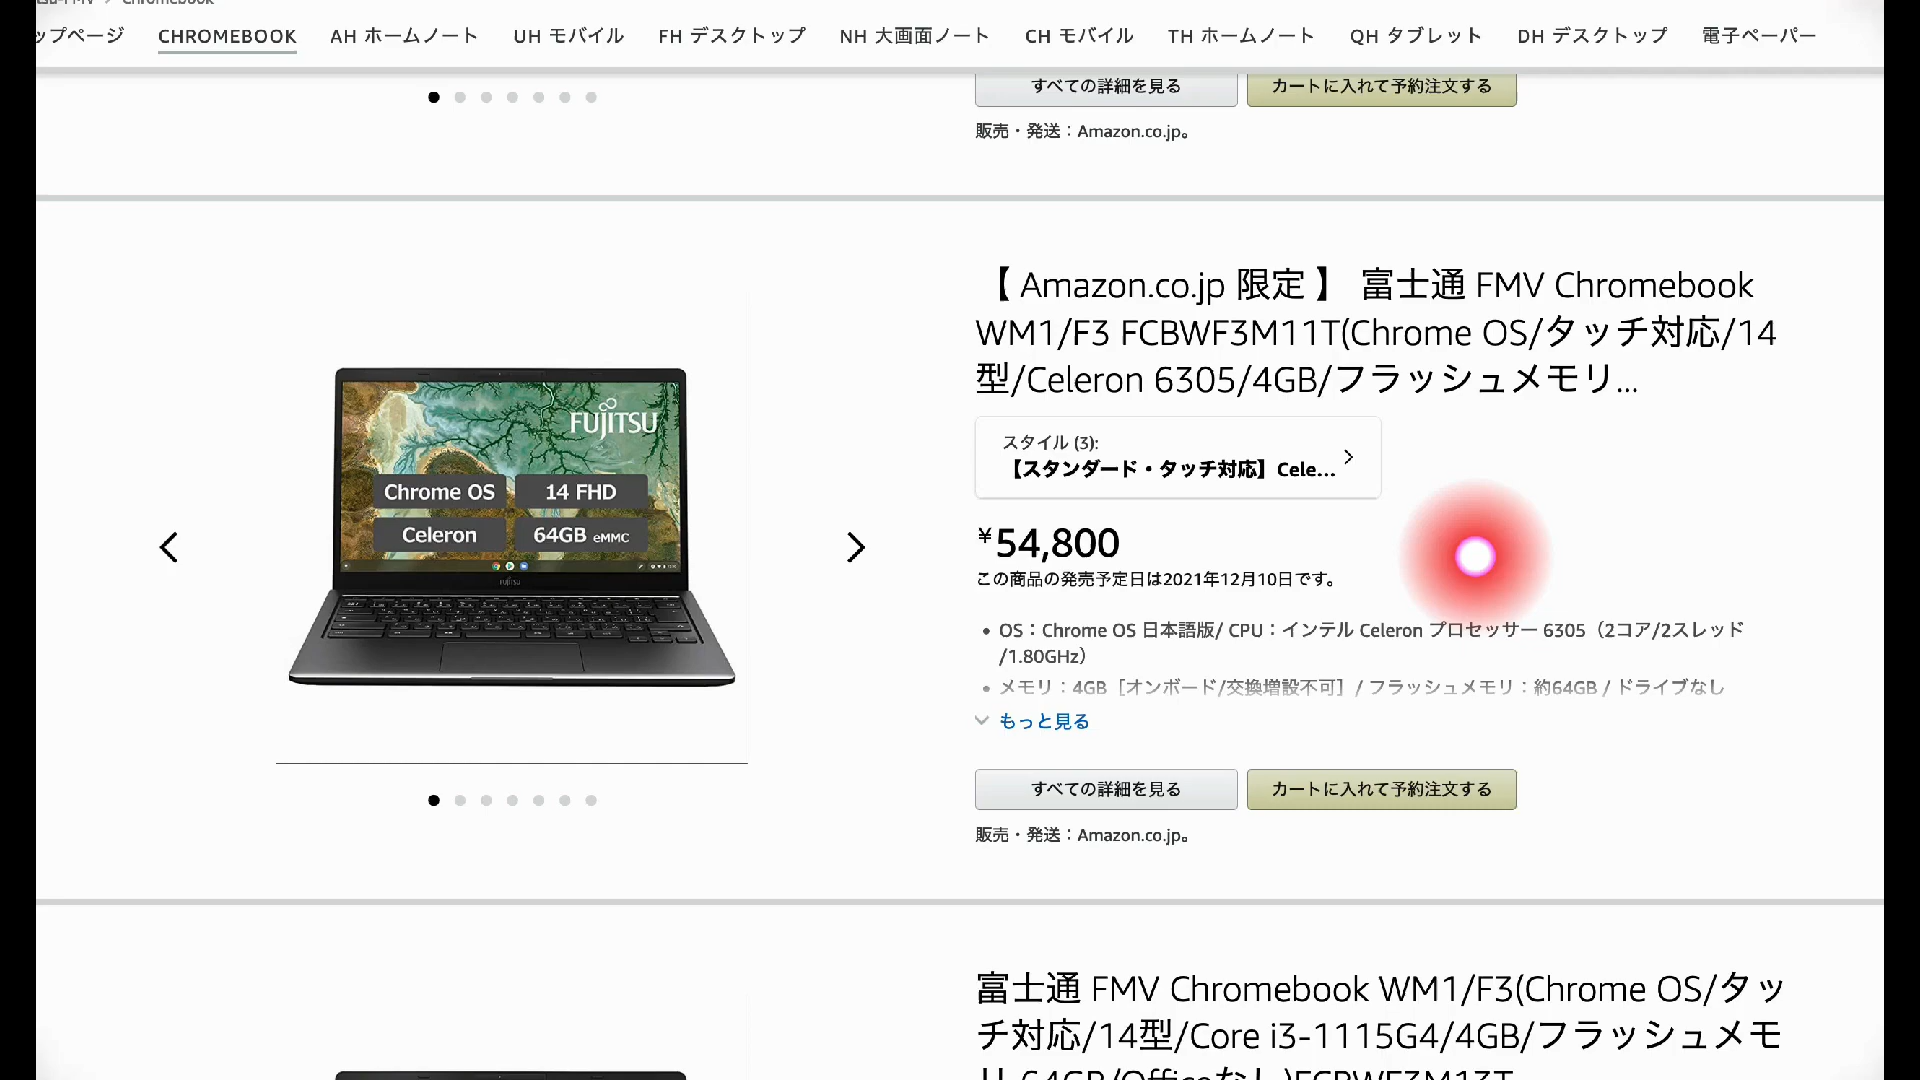 Chromebook
ップページ CHROMEBOOK AH ホームノート UH モバイル FH デスクトップ NH 大画面ノート CH モバイル TH ホームノート QH タブレット DH デスクトップ 電子ペーパー
すべての詳細を見る カートに入れて予約注文する
販売・発送：Amazon.co.jp。
【 Amazon.co.jp 限定 】 富士通 FMV Chromebook
WM1/F3 FCBWF3M11T(Chrome OS/タッチ対応/14
型/Celeron 6305/4GB/フラッシュメモリ...
スタイル (3):
【スタンダード・タッチ対応】Cele...
FUJITSU
Chrome OS 14 FHD
Celeron 64GB eMMC
FUJITSU
¥54,800
この商品の発売予定日は2021年12月10日です。
• OS：Chrome OS 日本語版/ CPU：インテル Celeron プロセッサー 6305（2コア/2スレッド
/1.80GHz）
• メモリ：4GB［オンボード/交換増設不可］/ フラッシュメモリ：約64GB / ドライブなし
もっと見る
すべての詳細を見る カートに入れて予約注文する
販売・発送：Amazon.co.jp。
富士通 FMV Chromebook WM1/F3(Chrome OS/タッ
チ対応/14型/Core i3-1115G4/4GB/フラッシュメモ
リ 64GB/Officeなし)FCBWF3M13T